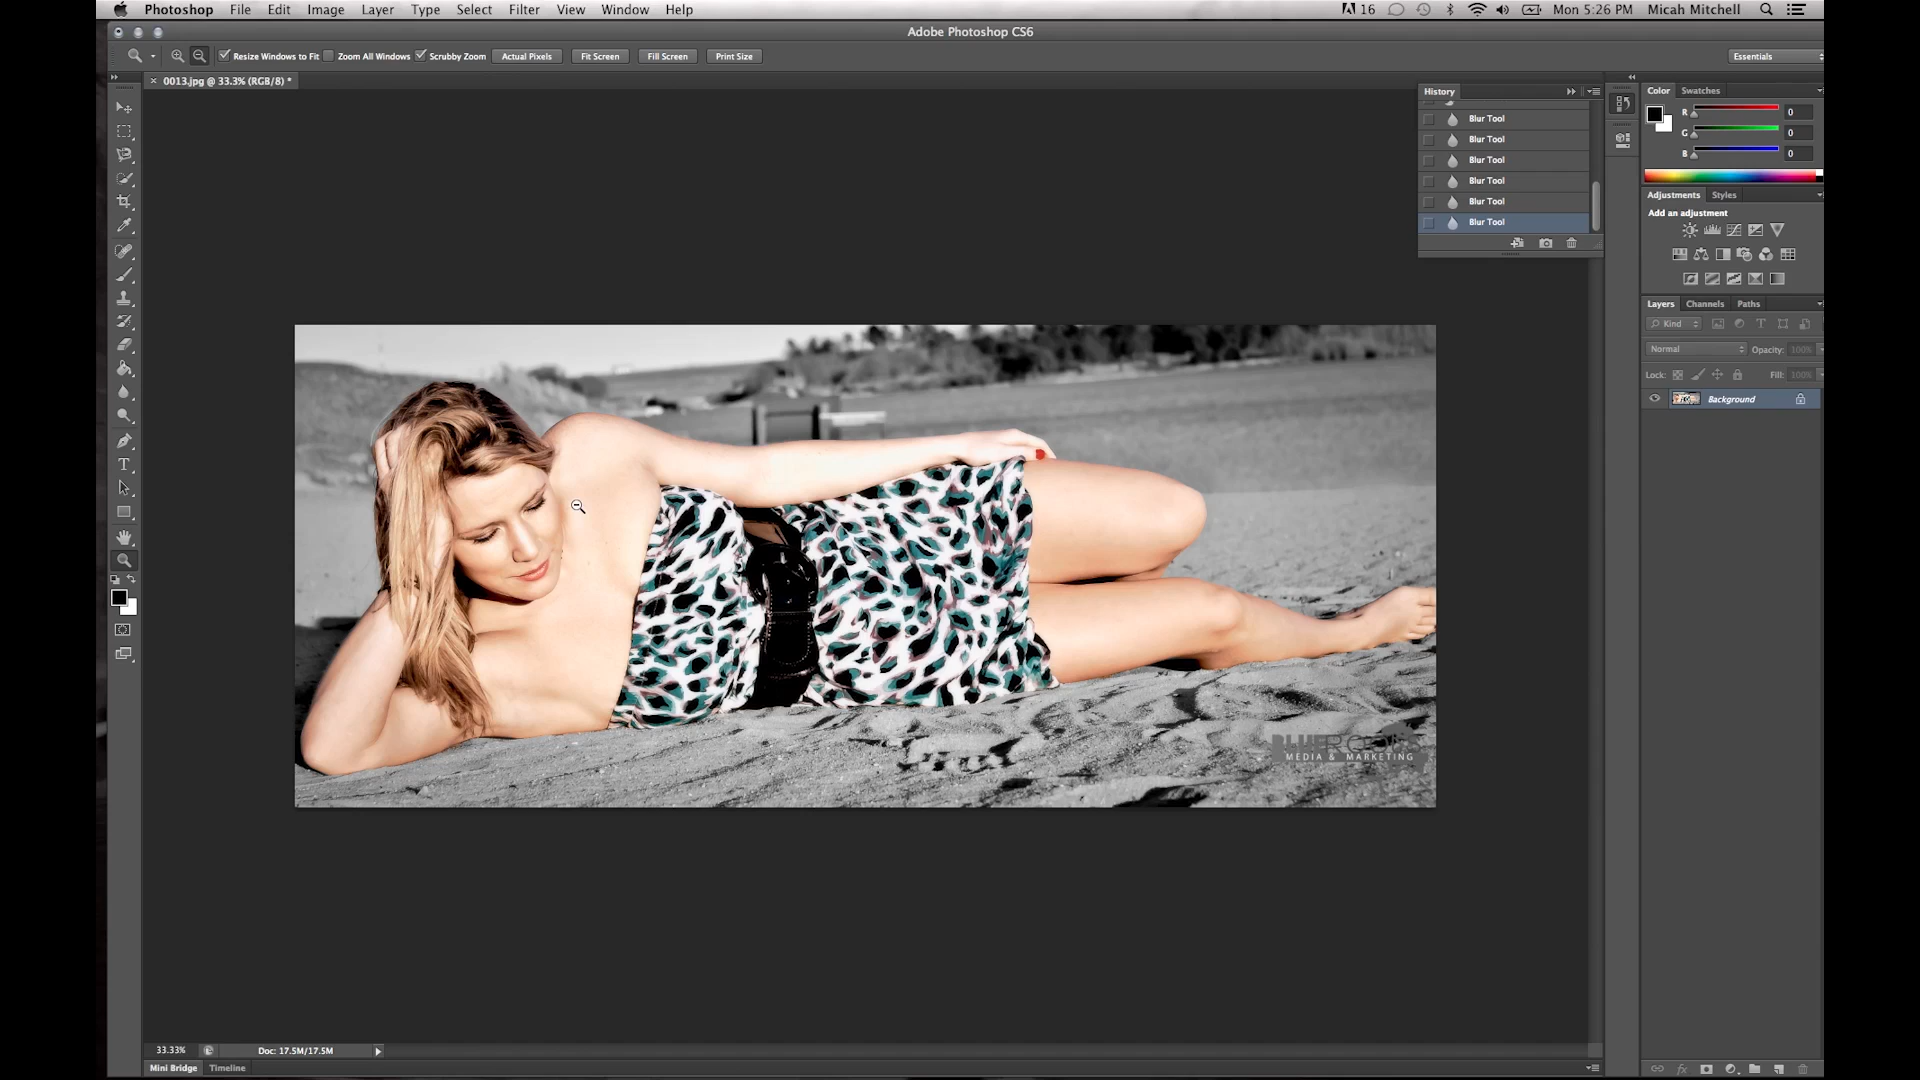 Photoshop File Edit Image Layer Type Select Filter View Window Help 16 Mon 5:26 PM Micah Mitchell
Adobe Photoshop CS6
Resize Windows to Fit Zoom All Windows Scrubby Zoom Actual Pixels Fit Screen Fill Screen Print Size Essentials
0013.jpg @ 33.3% (RGB/8) *
History
Blur Tool
Blur Tool
Blur Tool
Blur Tool
Blur Tool
Blur Tool
Color Swatches
R 0
G 0
B 0
Adjustments Styles
Add an adjustment
Layers Channels Paths
Kind
Normal Opacity: 100%
Lock: Fill: 100%
Background
MEDIA & MARKETING
33.33% Doc: 17.5M/17.5M
Mini Bridge Timeline